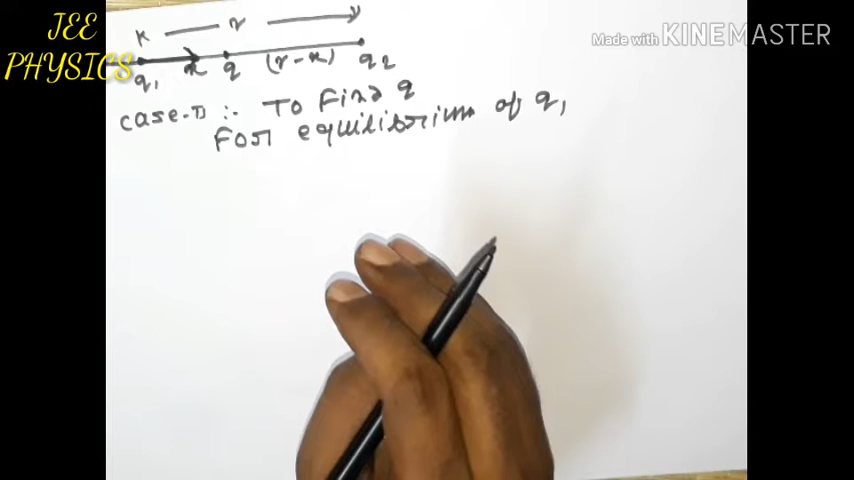 JEE
PHYSICS
Made with KINEMASTER
r
q1 x q (r-x) q2
Case-II :- To Find q
For equilibrium of q1